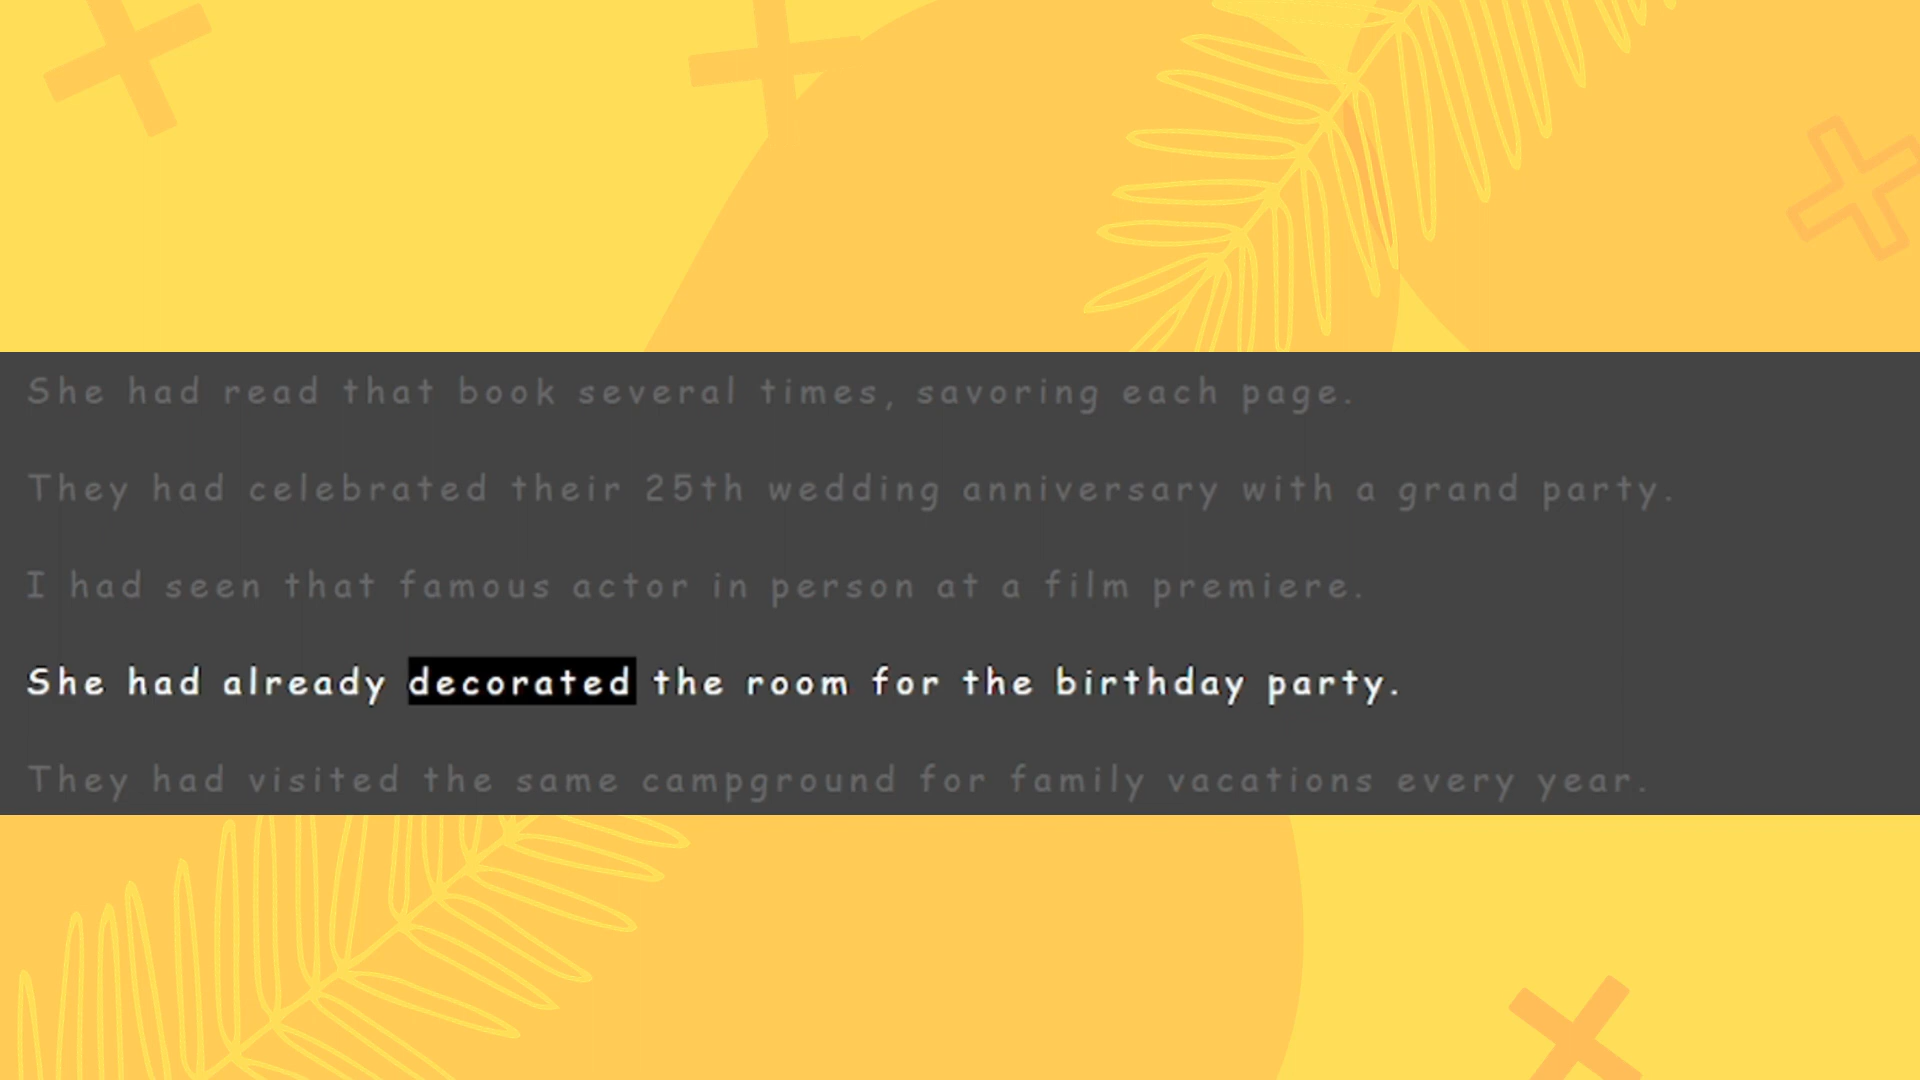 She had read that book several times, savoring each page.
They had celebrated their 25th wedding anniversary with a grand party.
I had seen that famous actor in person at a film premiere.
She had already decorated the room for the birthday party.
They had visited the same campground for family vacations every year.